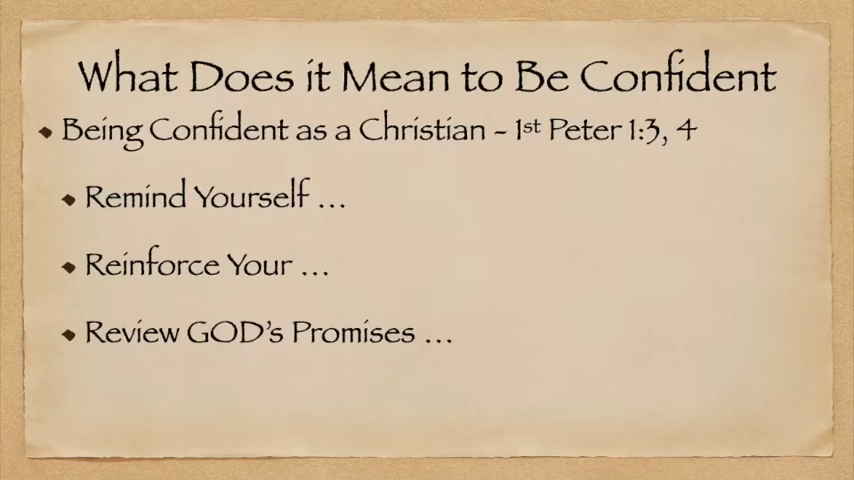 What Does it Mean to Be Confident
Being Confident as a Christian - 1st Peter 1:3, 4
Remind Yourself ...
Reinforce Your ...
Review GOD's Promises ...